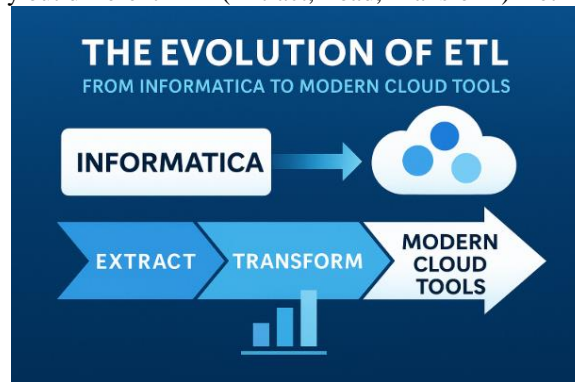 THE EVOLUTION OF ETL
FROM INFORMATICA TO MODERN CLOUD TOOLS
INFORMATICA
EXTRACT
TRANSFORM
MODERN
CLOUD
TOOLS